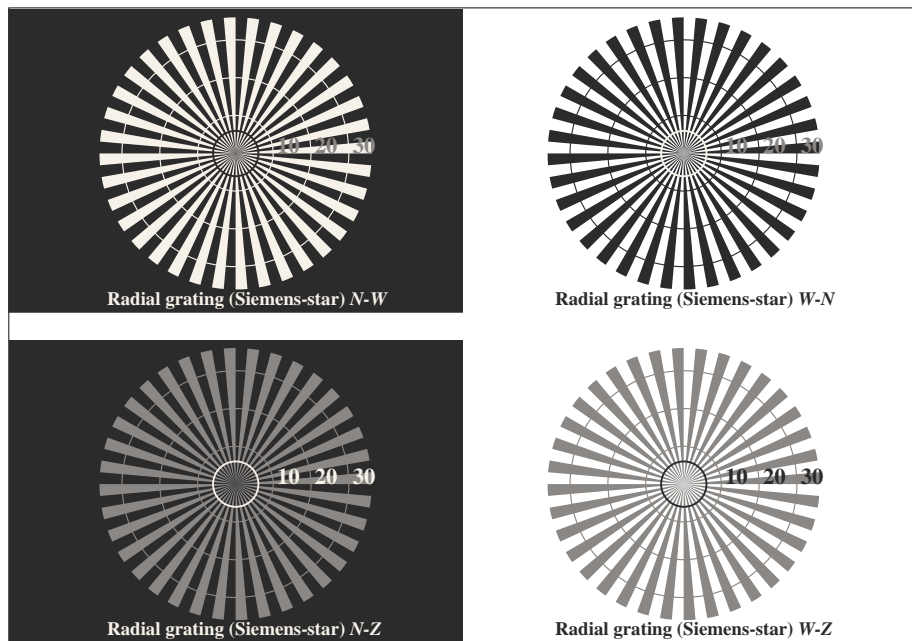 10 20 30
Radial grating (Siemens-star) N-W
10 20 30
Radial grating (Siemens-star) W-N
10 20 30
Radial grating (Siemens-star) N-Z
10 20 30
Radial grating (Siemens-star) W-Z